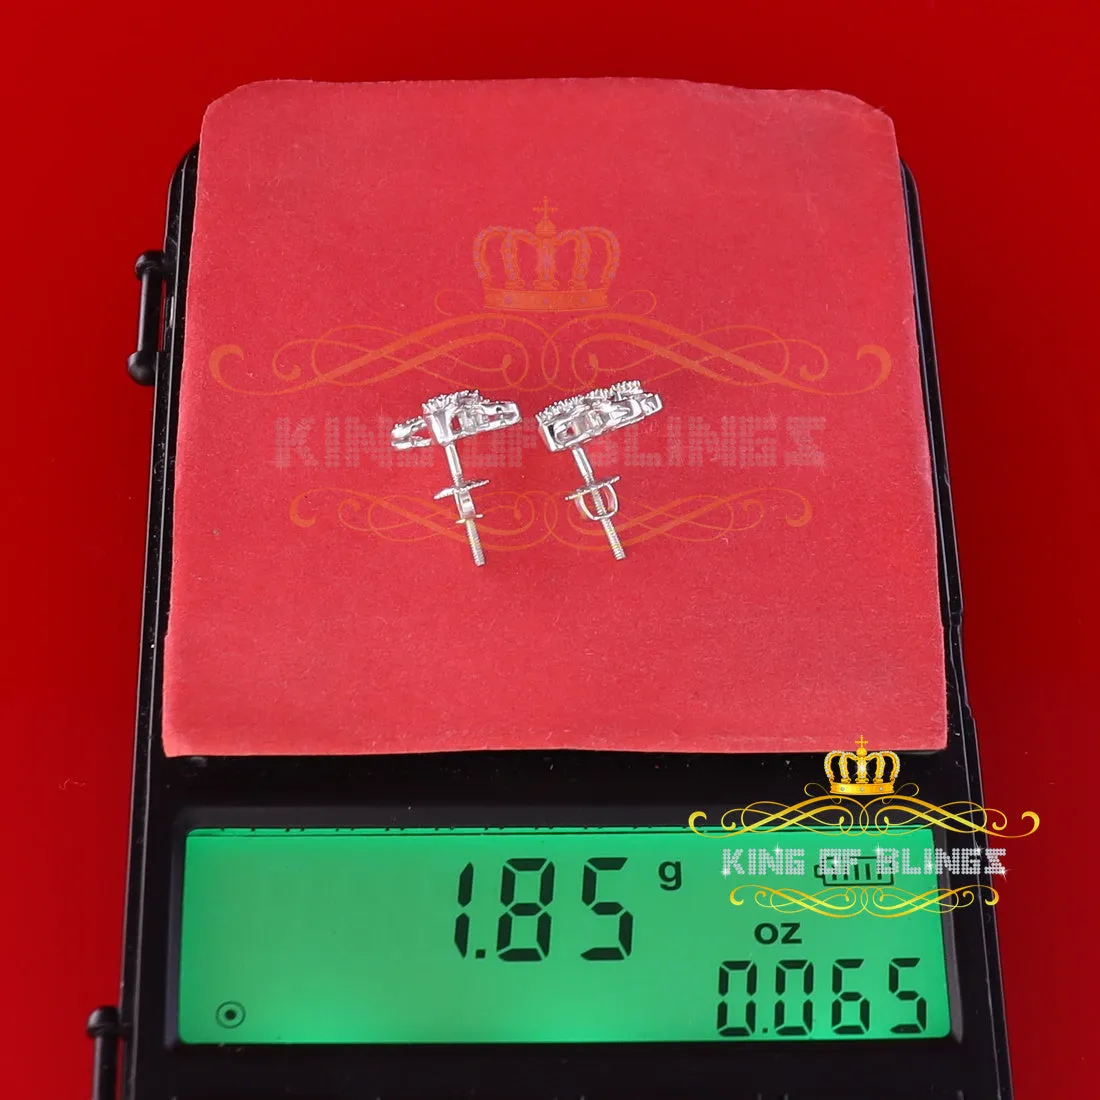 KING OF BLINGS
KING OF BLINGS
1.85 g
oz
0.065